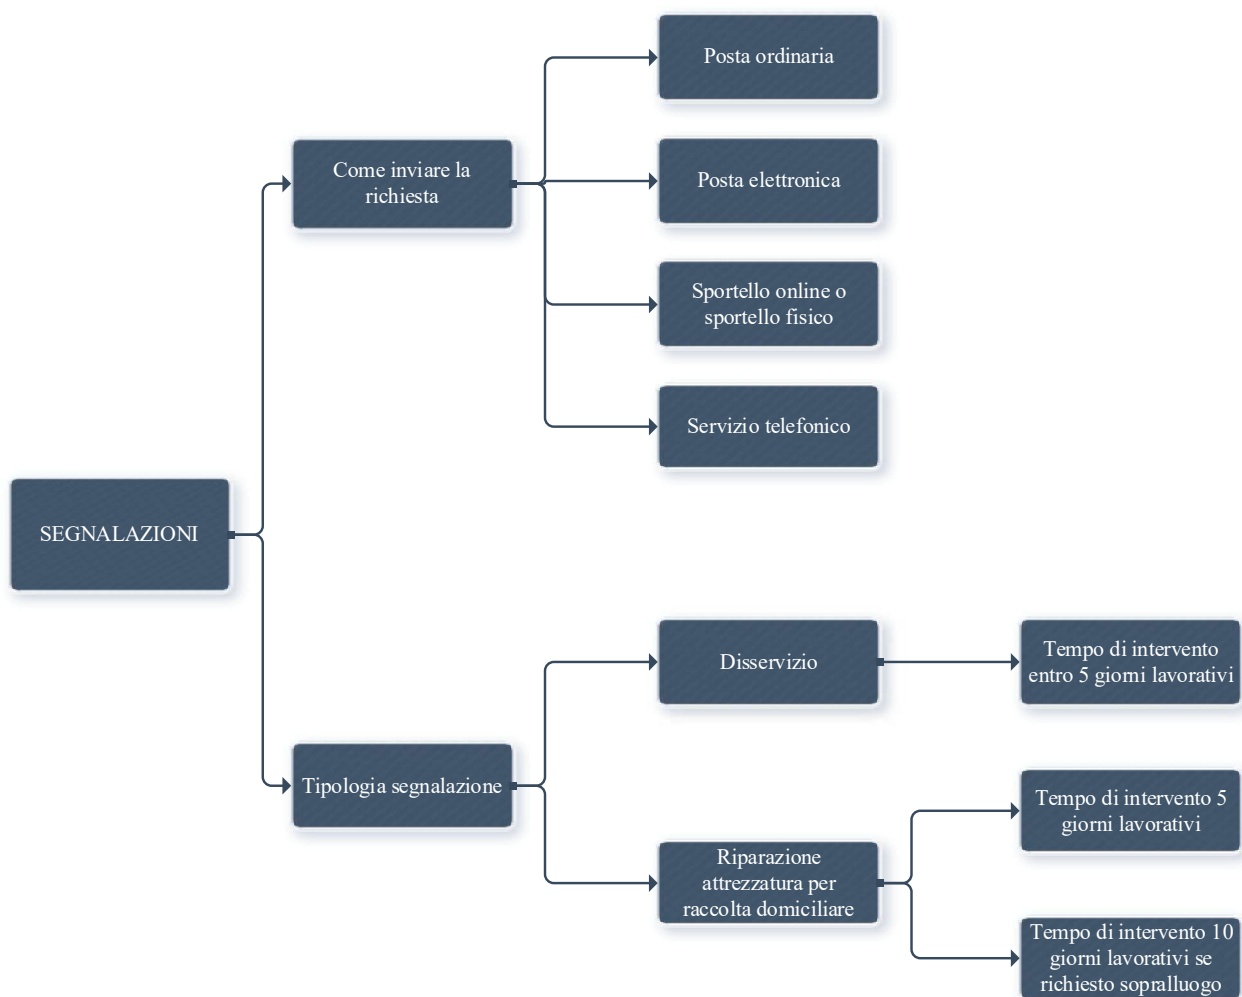 Posta ordinaria
Come inviare la
richiesta
Posta elettronica
Sportello online o
sportello fisico
Servizio telefonico
SEGNALAZIONI
Disservizio
Tempo di intervento
entro 5 giorni lavorativi
Tipologia segnalazione
Tempo di intervento 5
giorni lavorativi
Riparazione
attrezzatura per
raccolta domiciliare
Tempo di intervento 10
giorni lavorativi se
richiesto sopralluogo